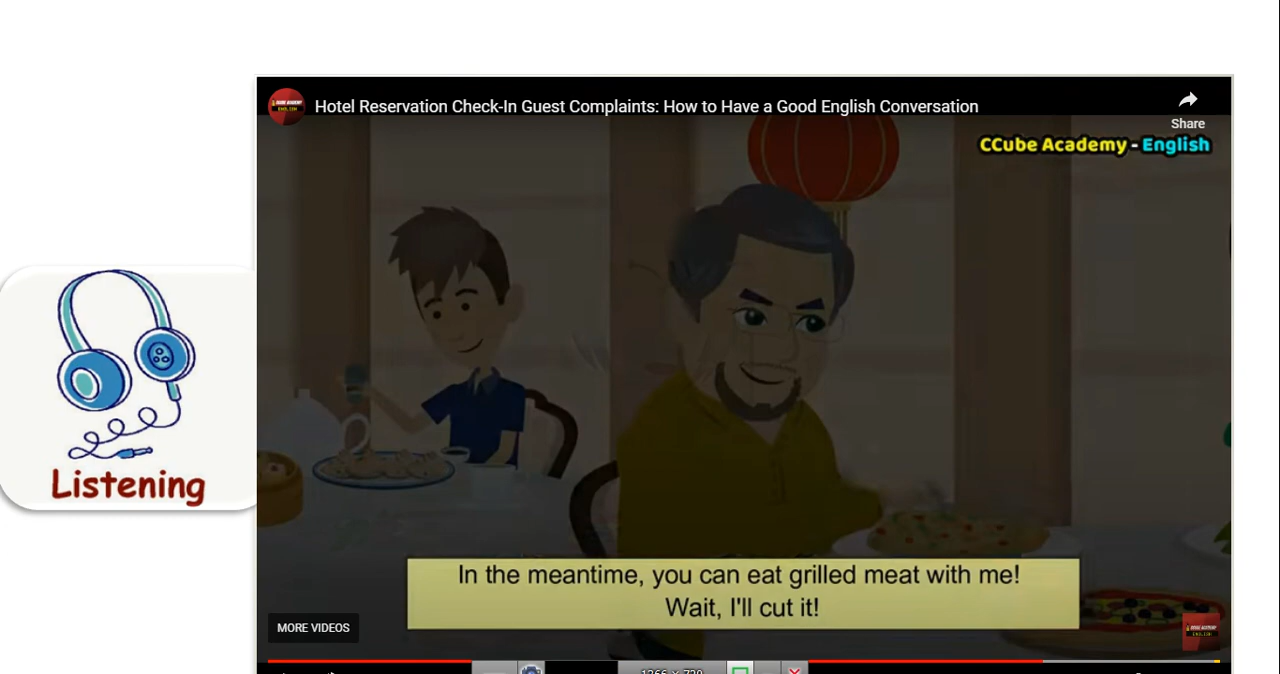 Hotel Reservation Check-In Guest Complaints: How to Have a Good English Conversation
Share
CCube Academy - English
Listening
In the meantime, you can eat grilled meat with me!
Wait, I'll cut it!
MORE VIDEOS